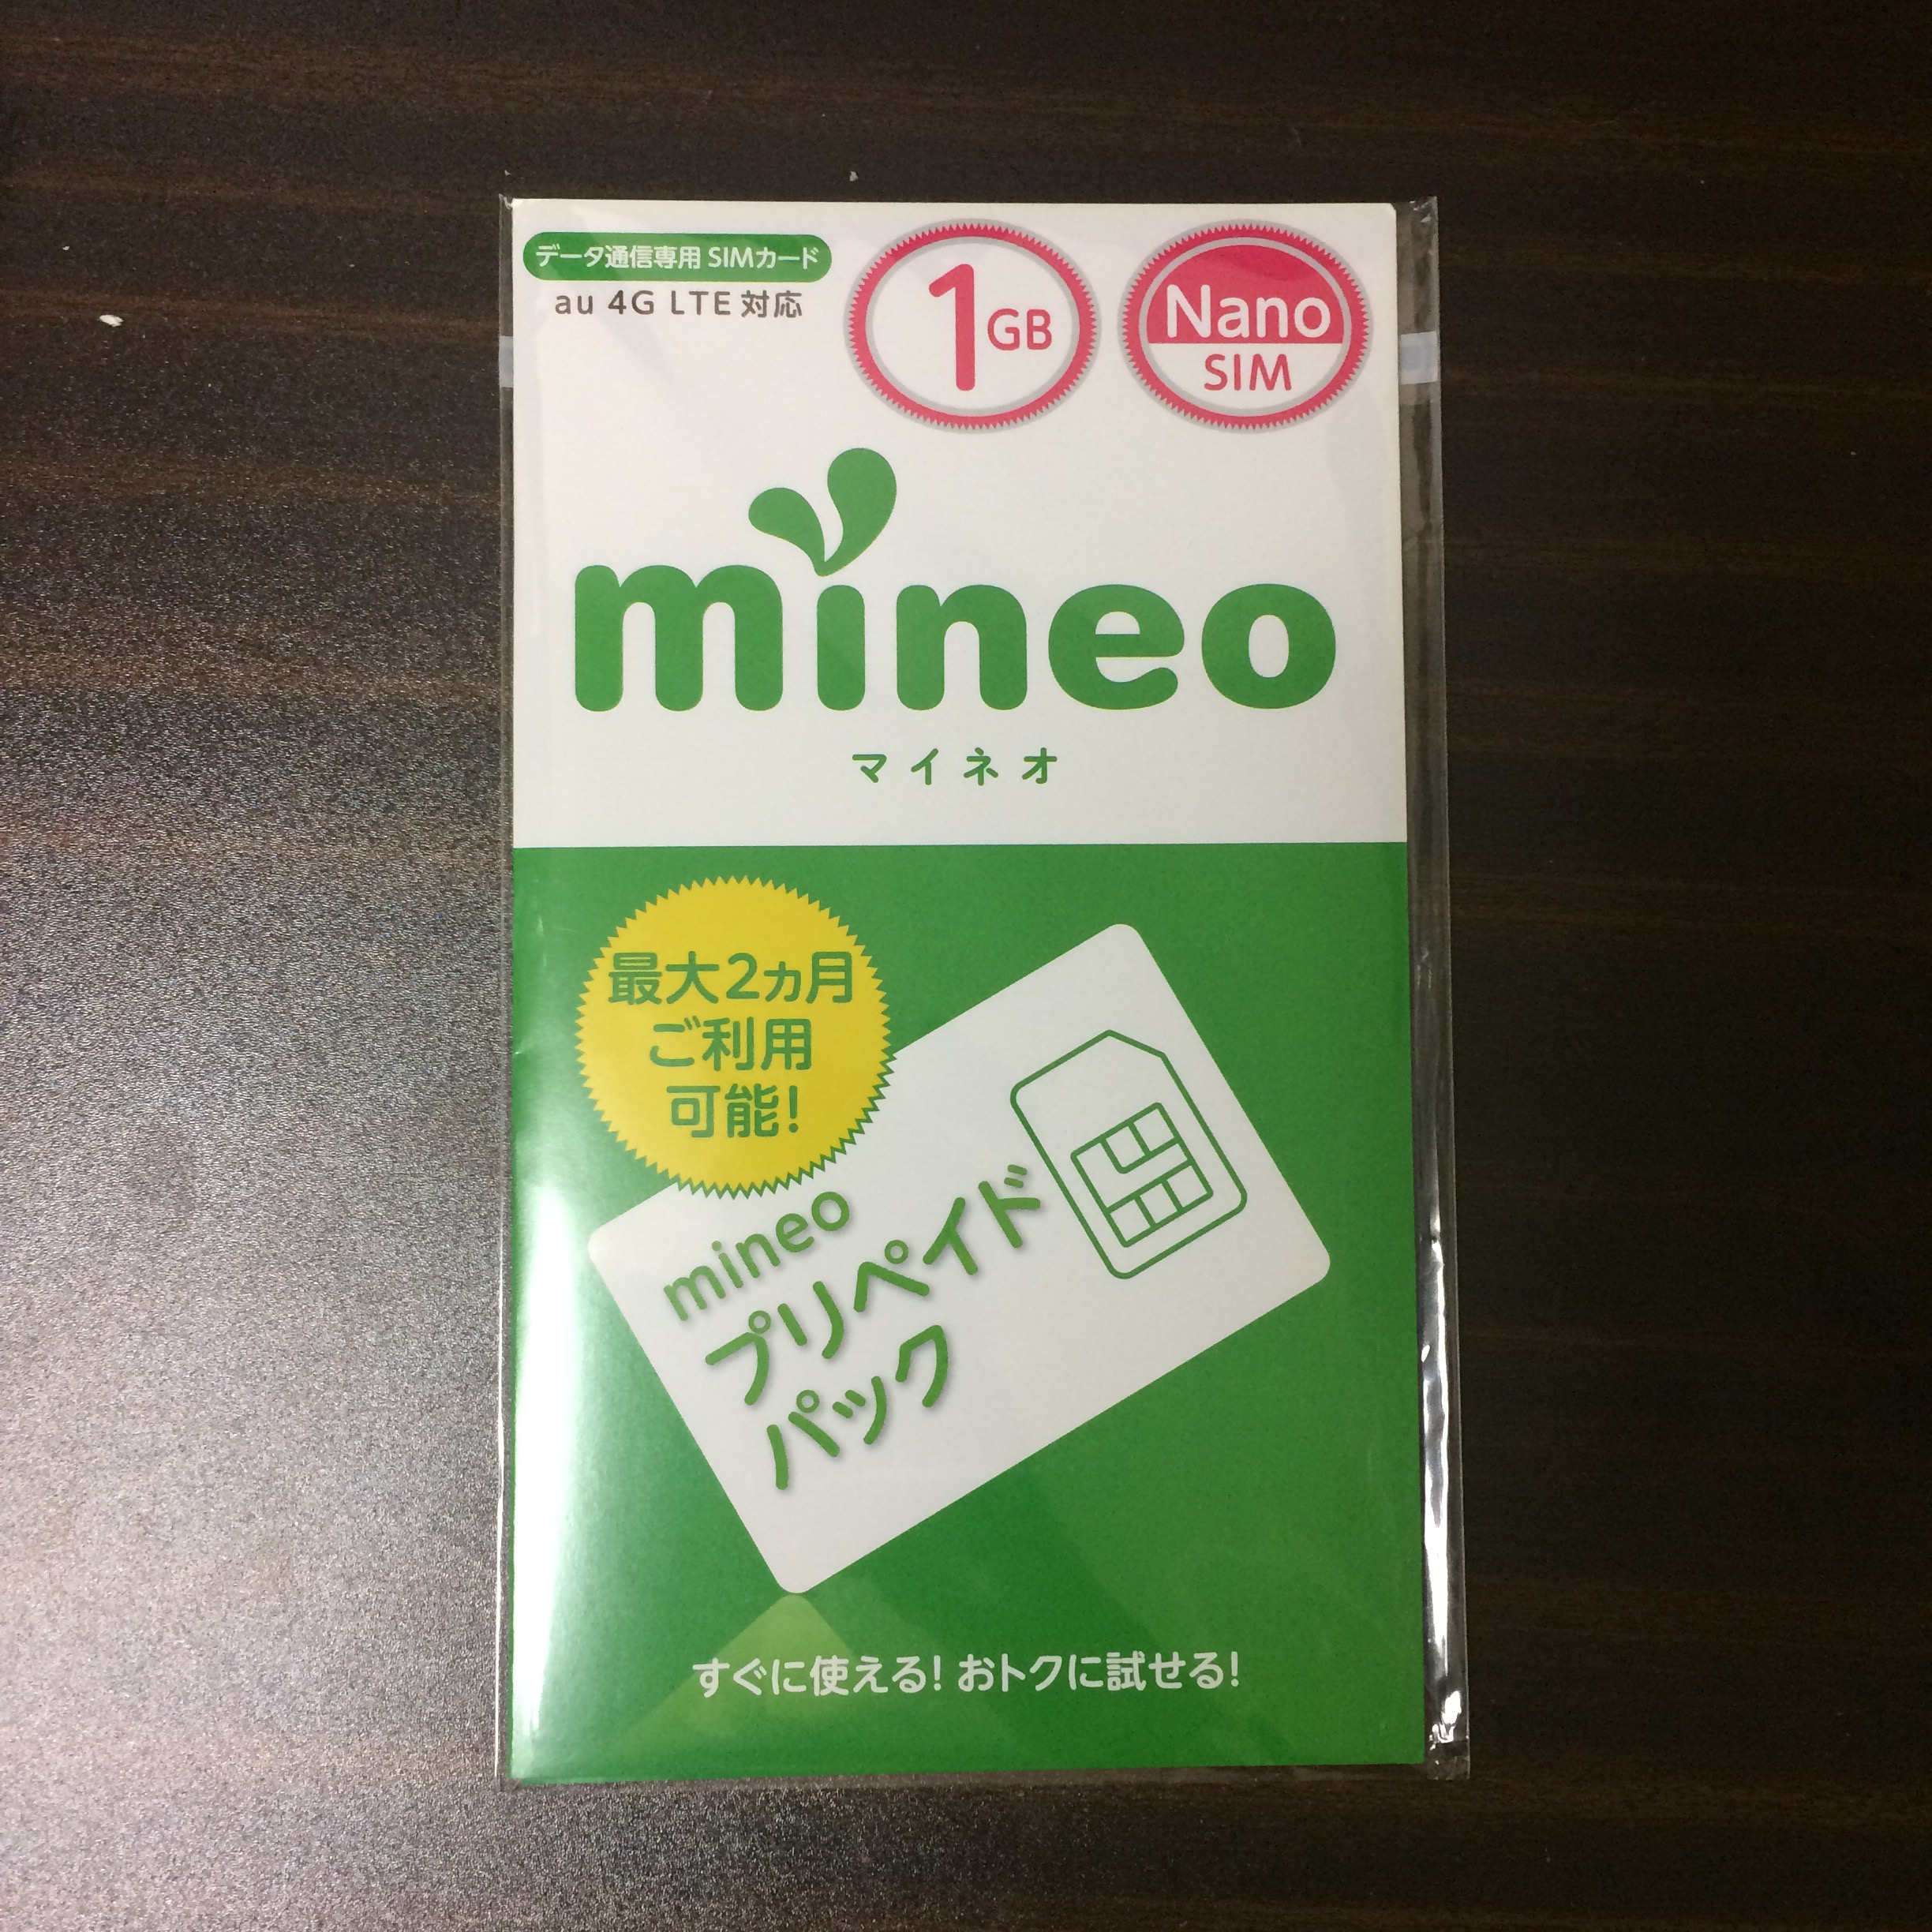 データ通信専用 SIMカード
au 4G LTE 対応
1GB
Nano
SIM
mineo
マイネオ
最大2ヵ月
ご利用
可能!
mineo
プリペイド
パック
すぐに使える! おトクに試せる!